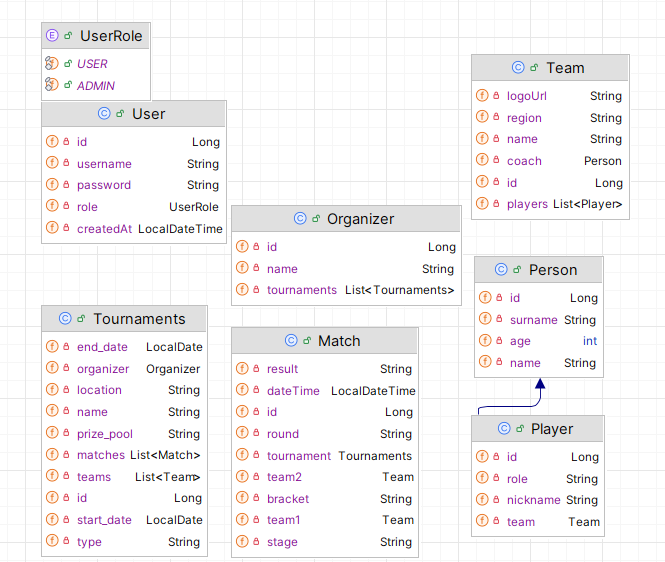 UserRole
USER
ADMIN
User
id Long
username String
password String
role UserRole
createdAt LocalDateTime
Team
logoUrl String
region String
name String
coach Person
id Long
players List<Player>
Organizer
id Long
name String
tournaments List<Tournaments>
Person
id Long
surname String
age int
name String
Tournaments
end_date LocalDate
organizer Organizer
location String
name String
prize_pool String
matches List<Match>
teams List<Team>
id Long
start_date LocalDate
type String
Match
result String
dateTime LocalDateTime
id Long
round String
tournament Tournaments
team2 Team
bracket String
team1 Team
stage String
Player
id Long
role String
nickname String
team Team